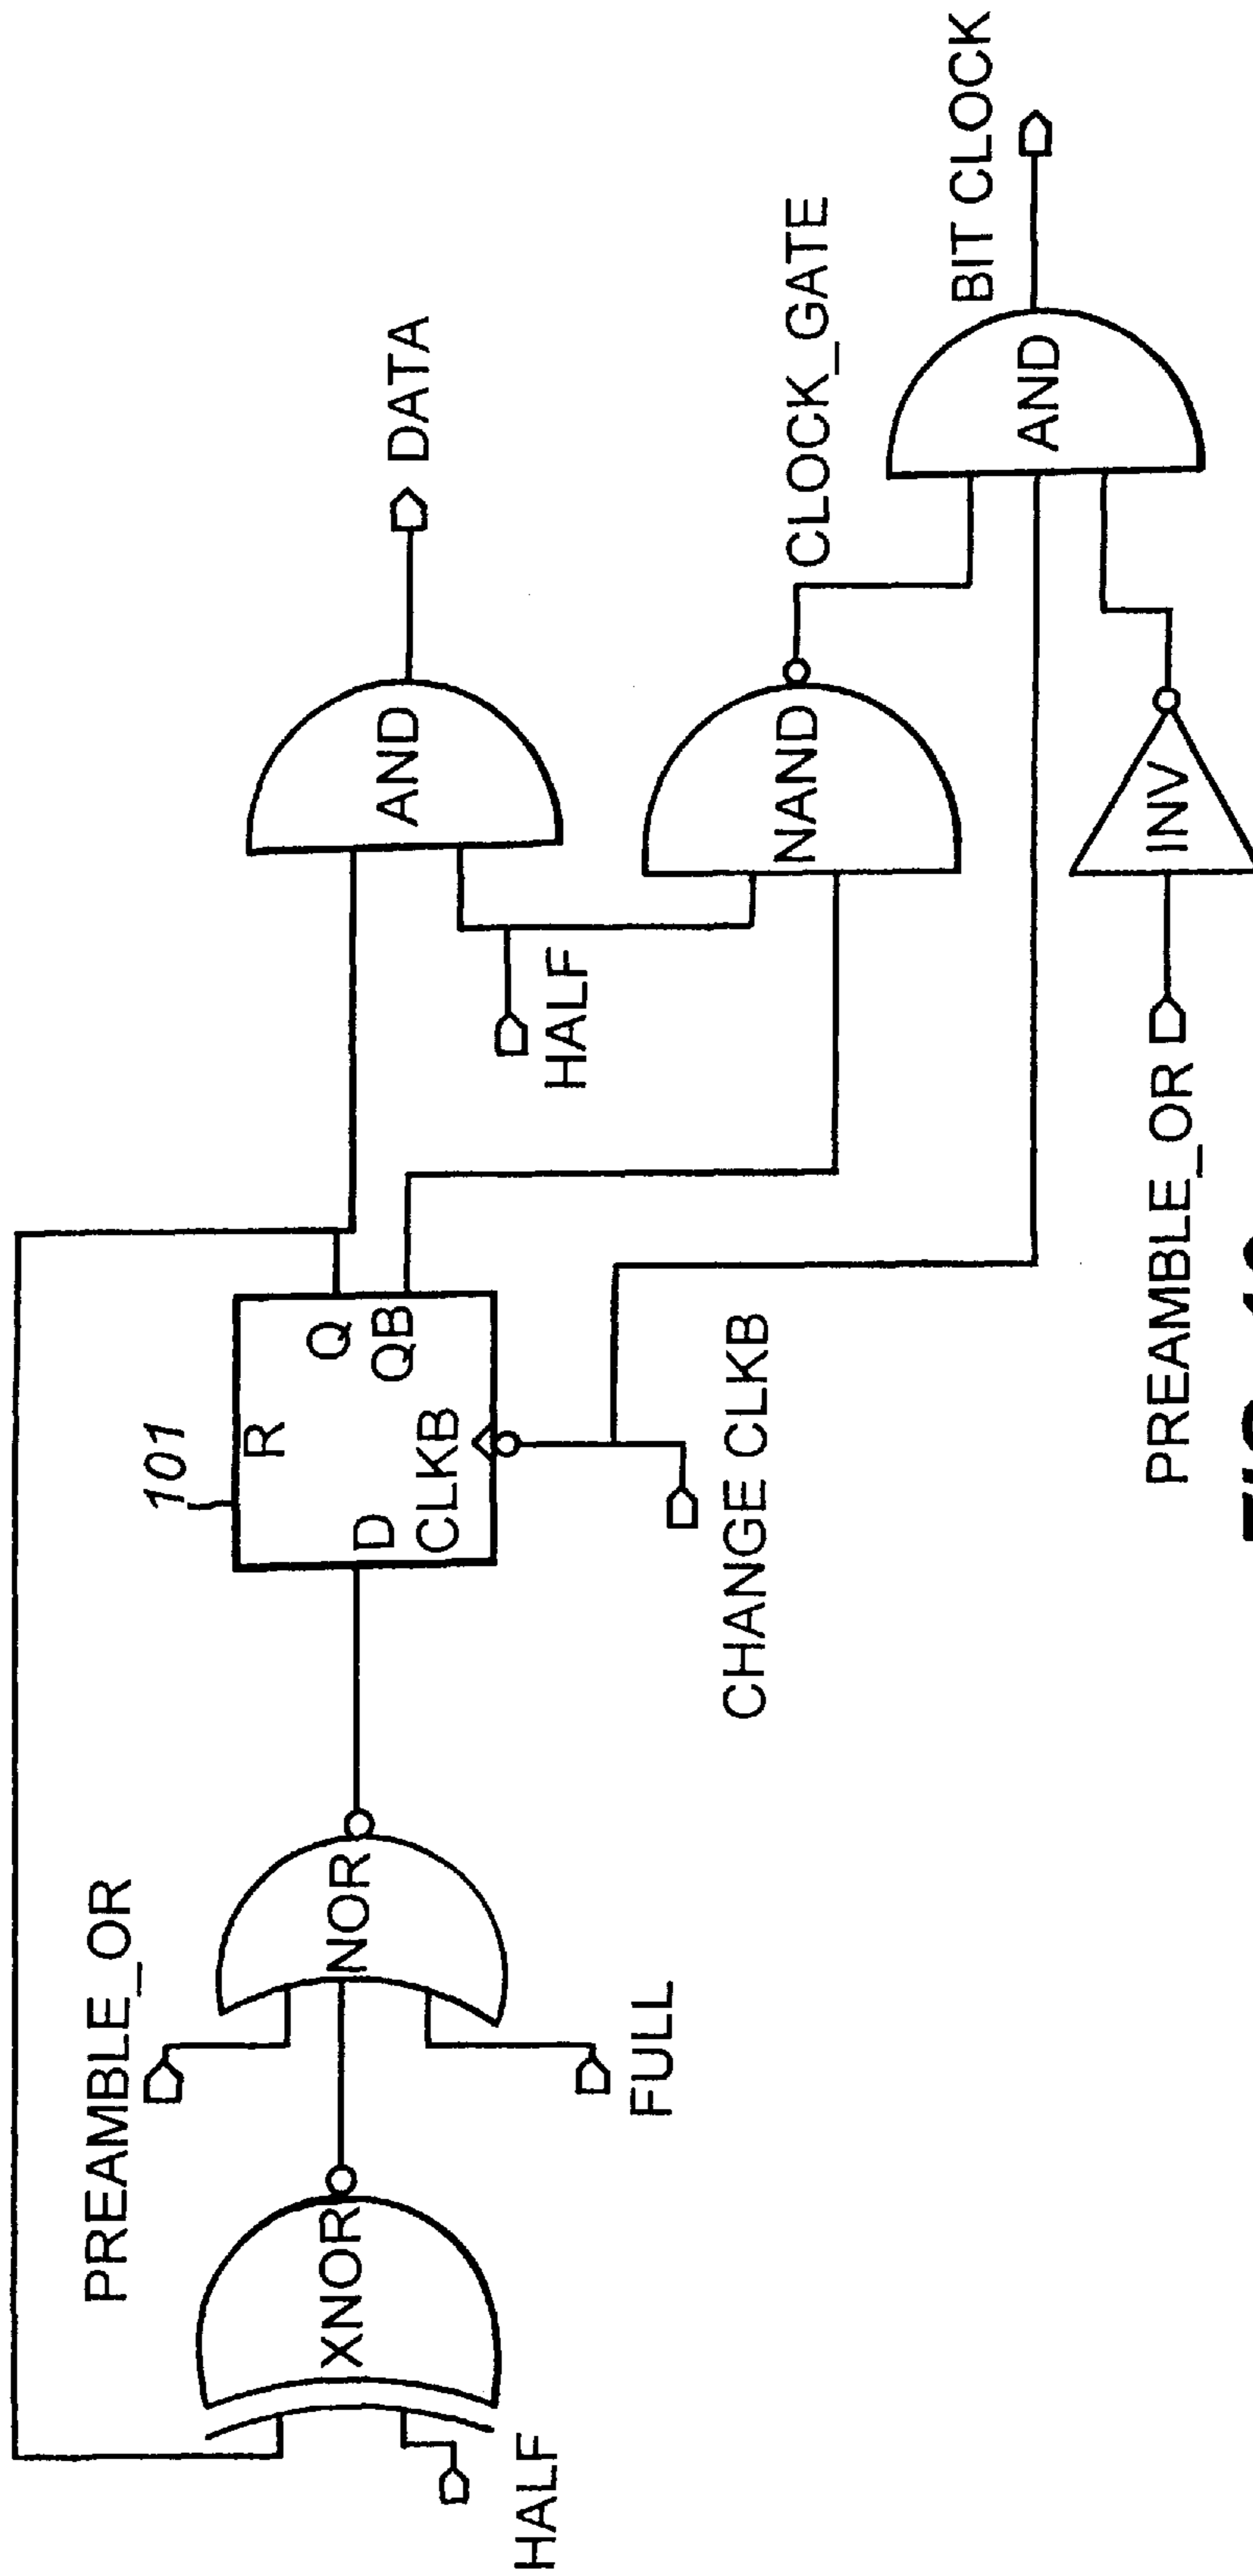 PREAMBLE_OR
HALF
XNOR
NOR
FULL
101
R
D
Q
QB
CLKB
CHANGE CLKB
HALF
AND
DATA
NAND
CLOCK_GATE
AND
BIT CLOCK
PREAMBLE_OR
INV